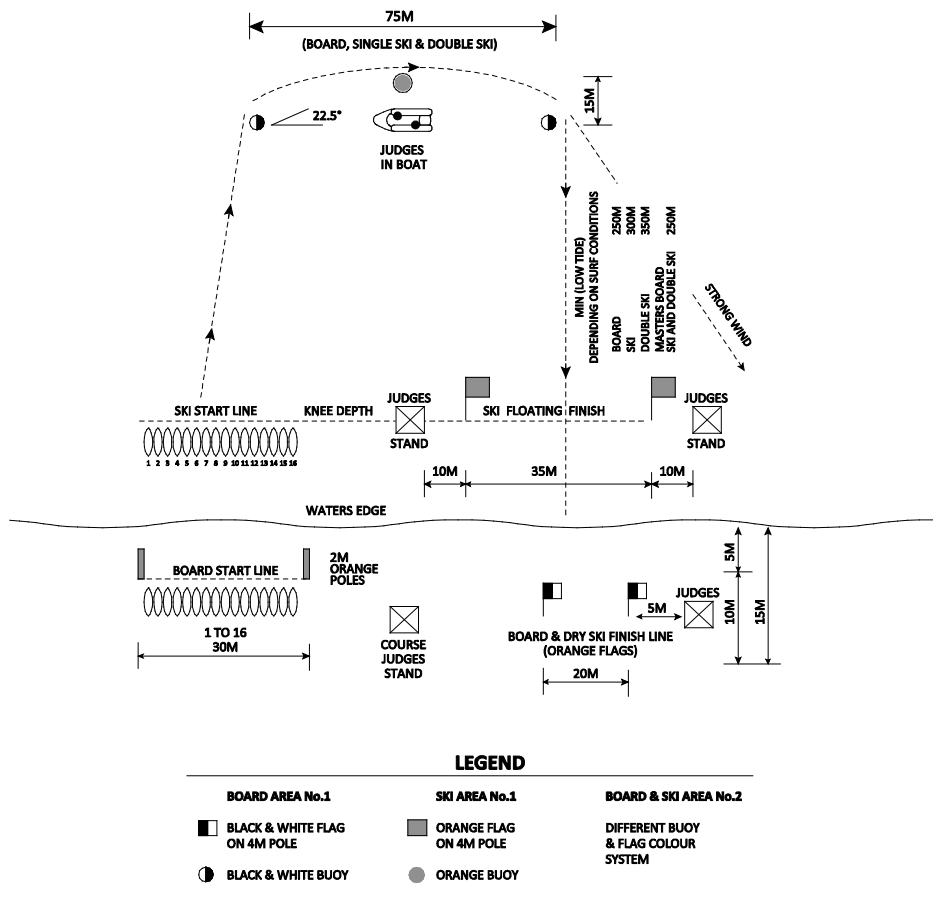 75M
(BOARD, SINGLE SKI & DOUBLE SKI)
15M
22.5°
JUDGES
IN BOAT
MIN (LOW TIDE)
DEPENDING ON SURF CONDITIONS
BOARD 250M
SKI 300M
DOUBLE SKI 350M
MASTERS BOARD
SKI AND DOUBLE SKI 250M
STRONG WIND
SKI START LINE
KNEE DEPTH
JUDGES
STAND
SKI FLOATING FINISH
JUDGES
STAND
1 2 3 4 5 6 7 8 9 10 11 12 13 14 15 16
10M
35M
10M
WATERS EDGE
BOARD START LINE
2M
ORANGE
POLES
5M
10M
15M
JUDGES
5M
1 TO 16
30M
COURSE
JUDGES
STAND
BOARD & DRY SKI FINISH LINE
(ORANGE FLAGS)
20M
LEGEND
BOARD AREA No.1
BLACK & WHITE FLAG
ON 4M POLE
BLACK & WHITE BUOY
SKI AREA No.1
ORANGE FLAG
ON 4M POLE
ORANGE BUOY
BOARD & SKI AREA No.2
DIFFERENT BUOY
& FLAG COLOUR
SYSTEM